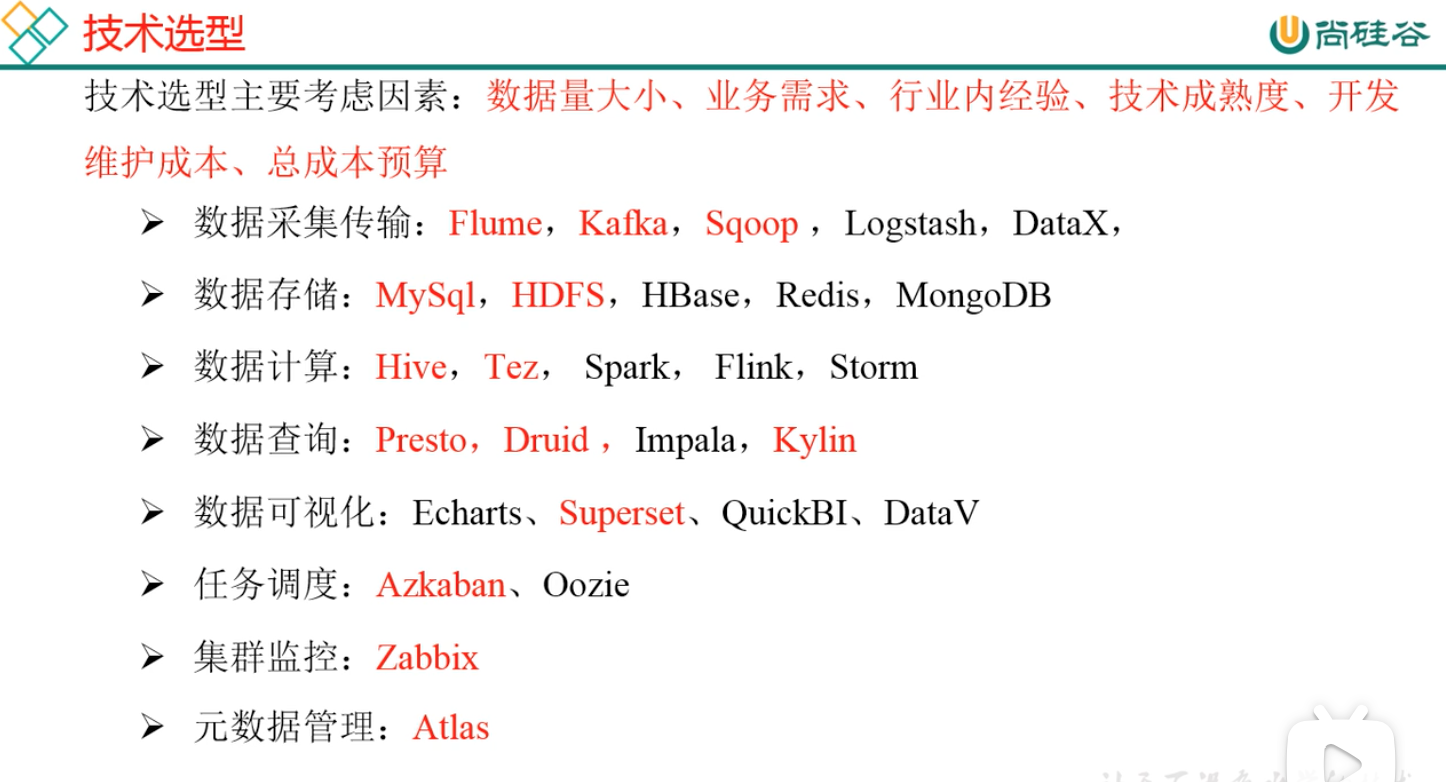 技术选型
尚硅谷
技术选型主要考虑因素：数据量大小、业务需求、行业内经验、技术成熟度、开发
维护成本、总成本预算
➢ 数据采集传输：Flume，Kafka，Sqoop ，Logstash，DataX，
➢ 数据存储：MySql，HDFS，HBase，Redis，MongoDB
➢ 数据计算：Hive，Tez， Spark， Flink，Storm
➢ 数据查询：Presto，Druid ，Impala，Kylin
➢ 数据可视化：Echarts、Superset、QuickBI、DataV
➢ 任务调度：Azkaban、Oozie
➢ 集群监控：Zabbix
➢ 元数据管理：Atlas